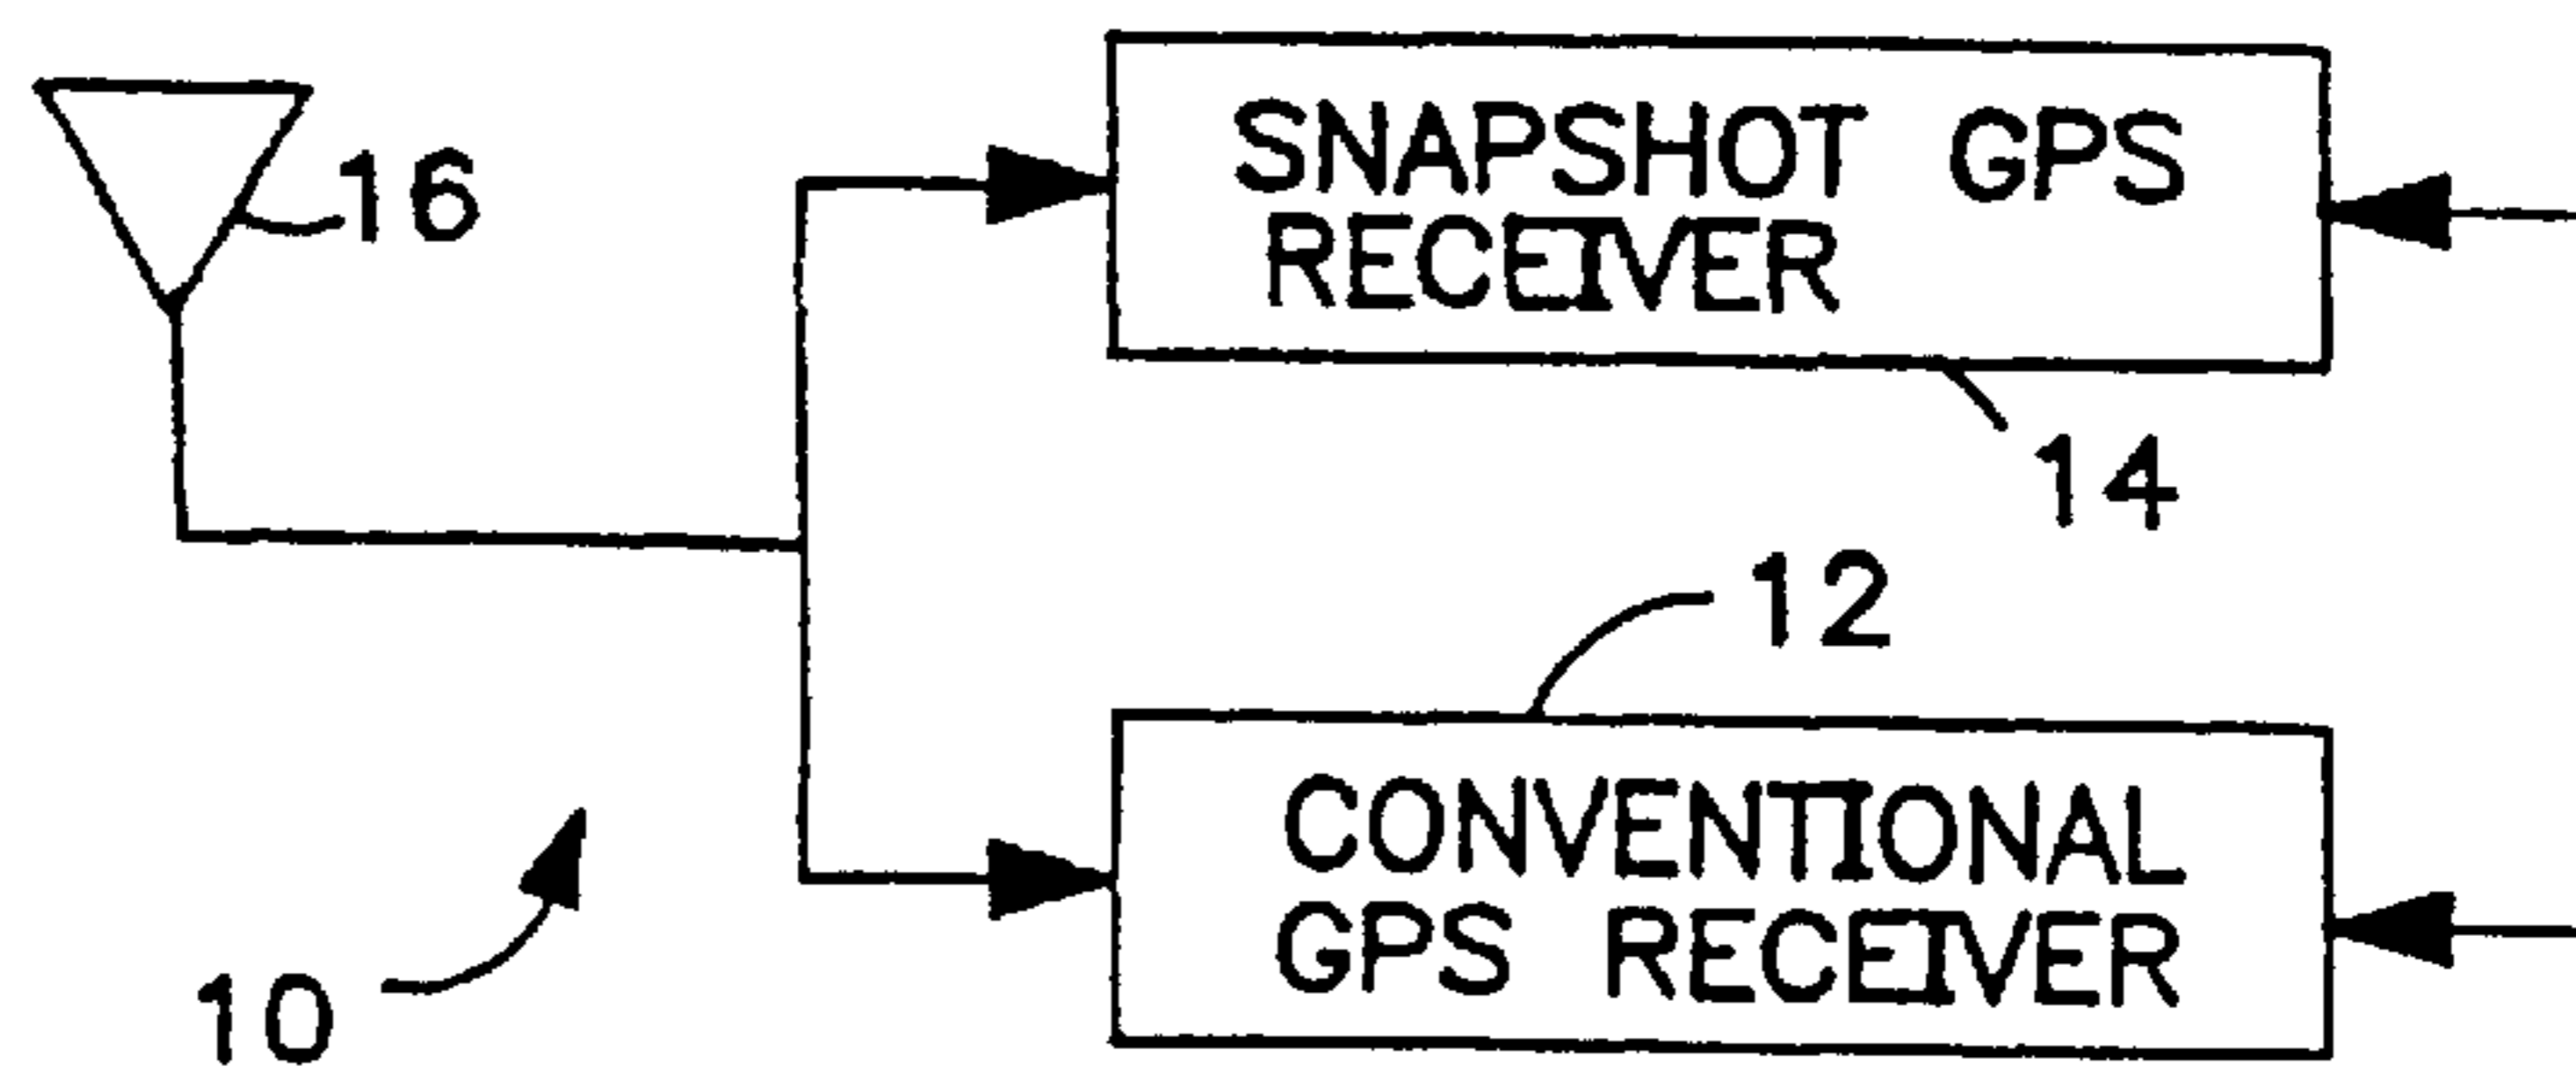 16
SNAPSHOT GPS
RECEIVER
14
12
CONVENTIONAL
GPS RECEIVER
10